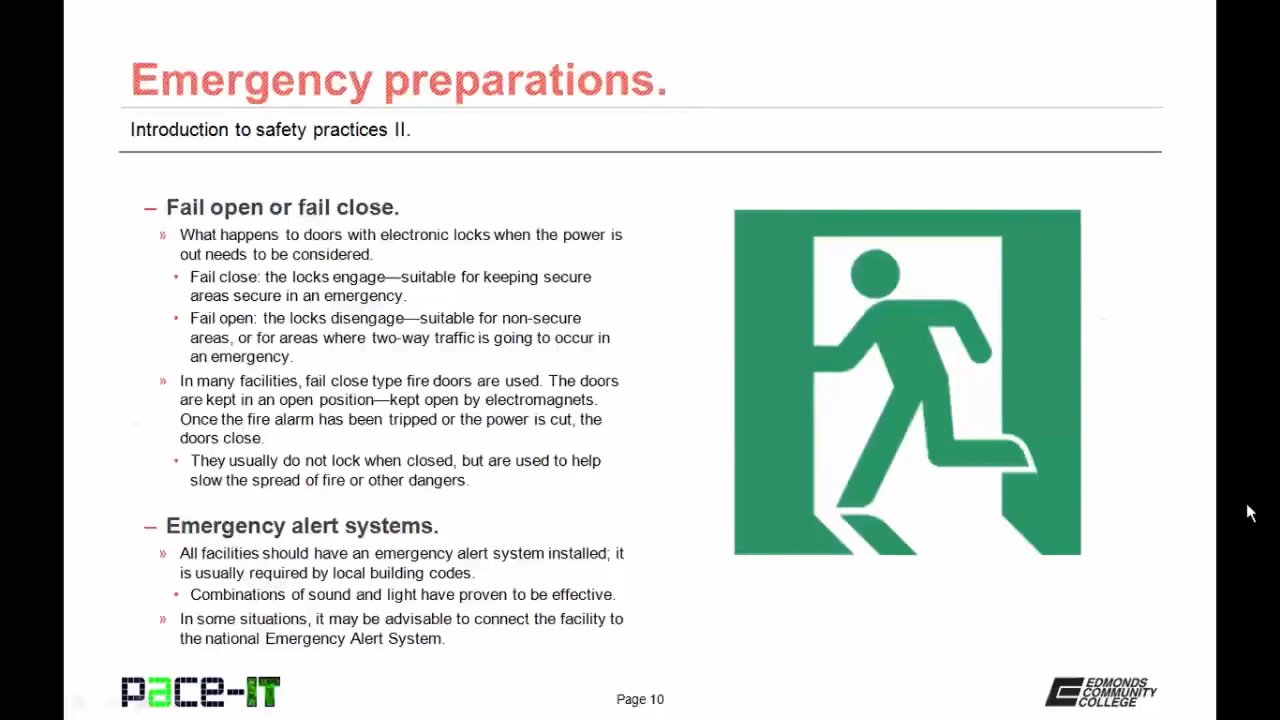 Emergency preparations.
Introduction to safety practices II.
– Fail open or fail close.
» What happens to doors with electronic locks when the power is
out needs to be considered.
• Fail close: the locks engage—suitable for keeping secure
areas secure in an emergency.
• Fail open: the locks disengage—suitable for non-secure
areas, or for areas where two-way traffic is going to occur in
an emergency.
» In many facilities, fail close type fire doors are used. The doors
are kept in an open position—kept open by electromagnets.
Once the fire alarm has been tripped or the power is cut, the
doors close.
• They usually do not lock when closed, but are used to help
slow the spread of fire or other dangers.
– Emergency alert systems.
» All facilities should have an emergency alert system installed; it
is usually required by local building codes.
• Combinations of sound and light have proven to be effective.
» In some situations, it may be advisable to connect the facility to
the national Emergency Alert System.
pace-IT
Page 10
EDMONDS
COMMUNITY
COLLEGE